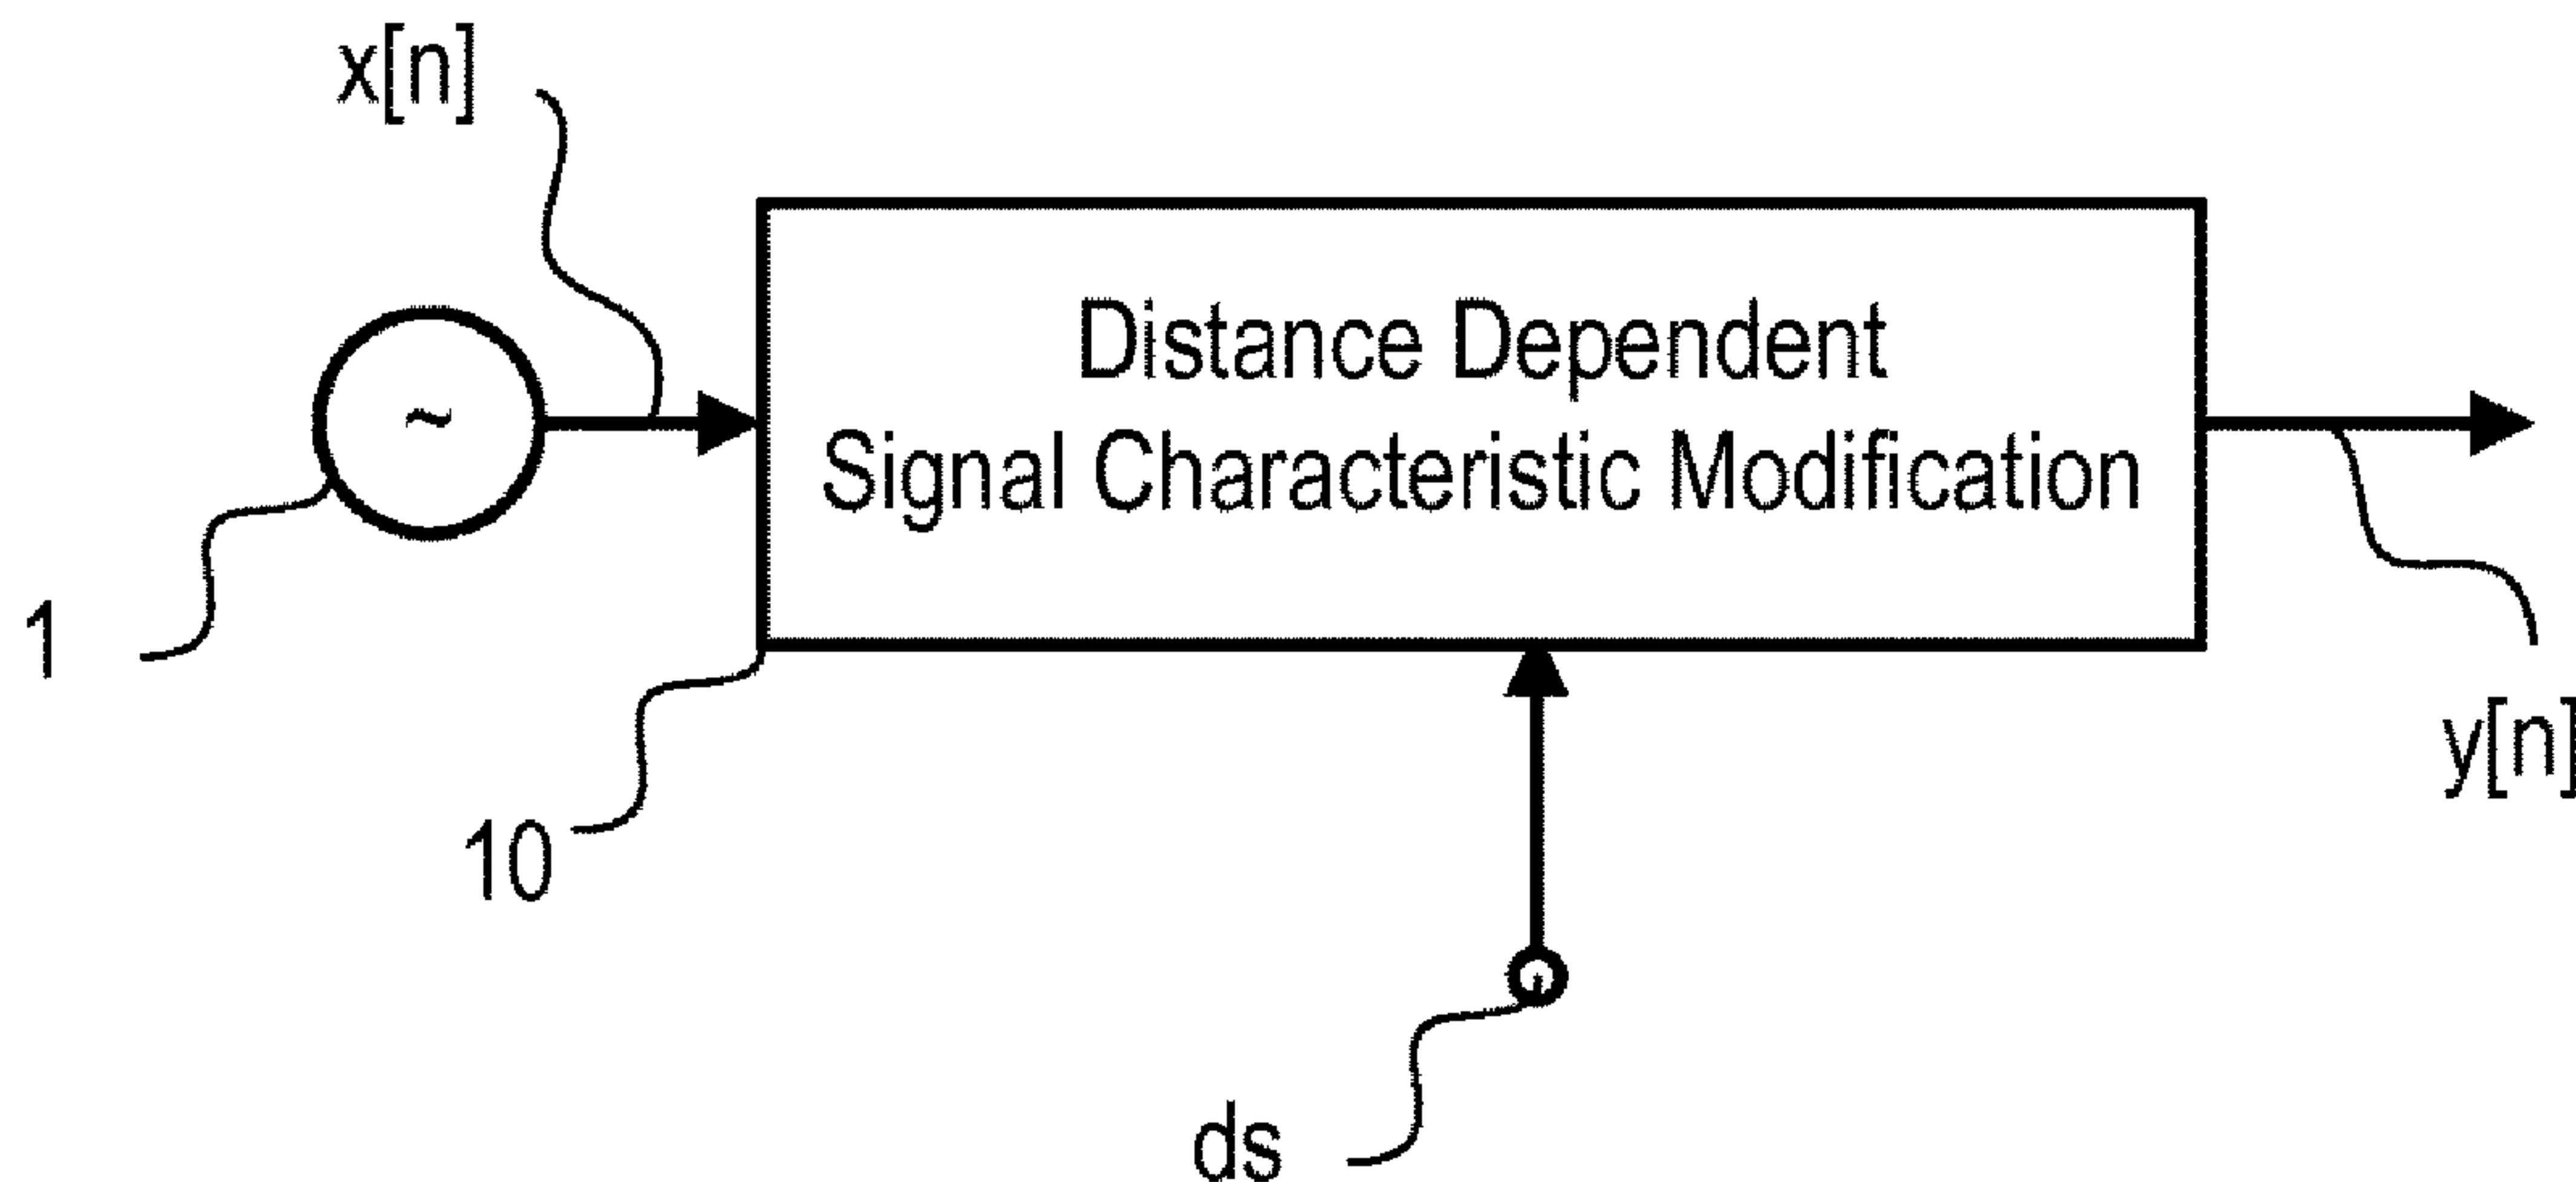 x[n]
~
Distance Dependent
Signal Characteristic Modification
1
y[n]
10
ds